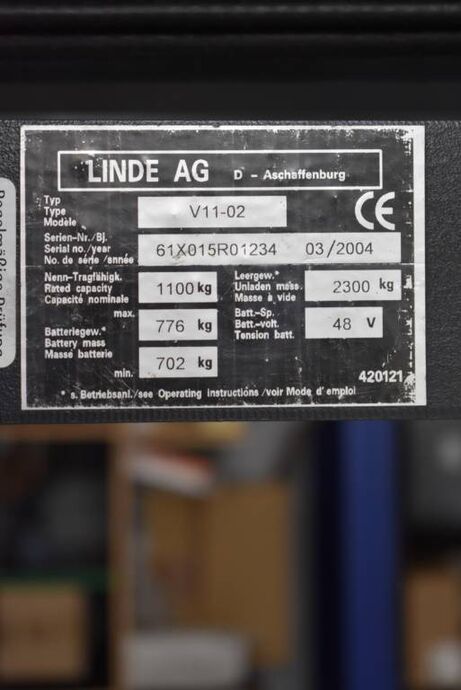 LINDE AG D - Aschaffenburg
Typ
Type
Modèle
V11-02
CE
Serien-Nr./Bj.
Serial no./year
No. de série/année
61X015R01234 03/2004
Nenn-Tragfähigk.
Rated capacity
Capacité nominale
1100 kg
Leergew.*
Unladen mass
Masse à vide
2300 kg
max.
Batteriegew.*
Battery mass
Masse batterie
776 kg
Batt.-Sp.
Batt.-volt.
Tension batt.
48 V
min.
702 kg
420121
* s. Betriebsanl./see Operating instructions/voir Mode d'emploi
Regelmäßige Prüfung